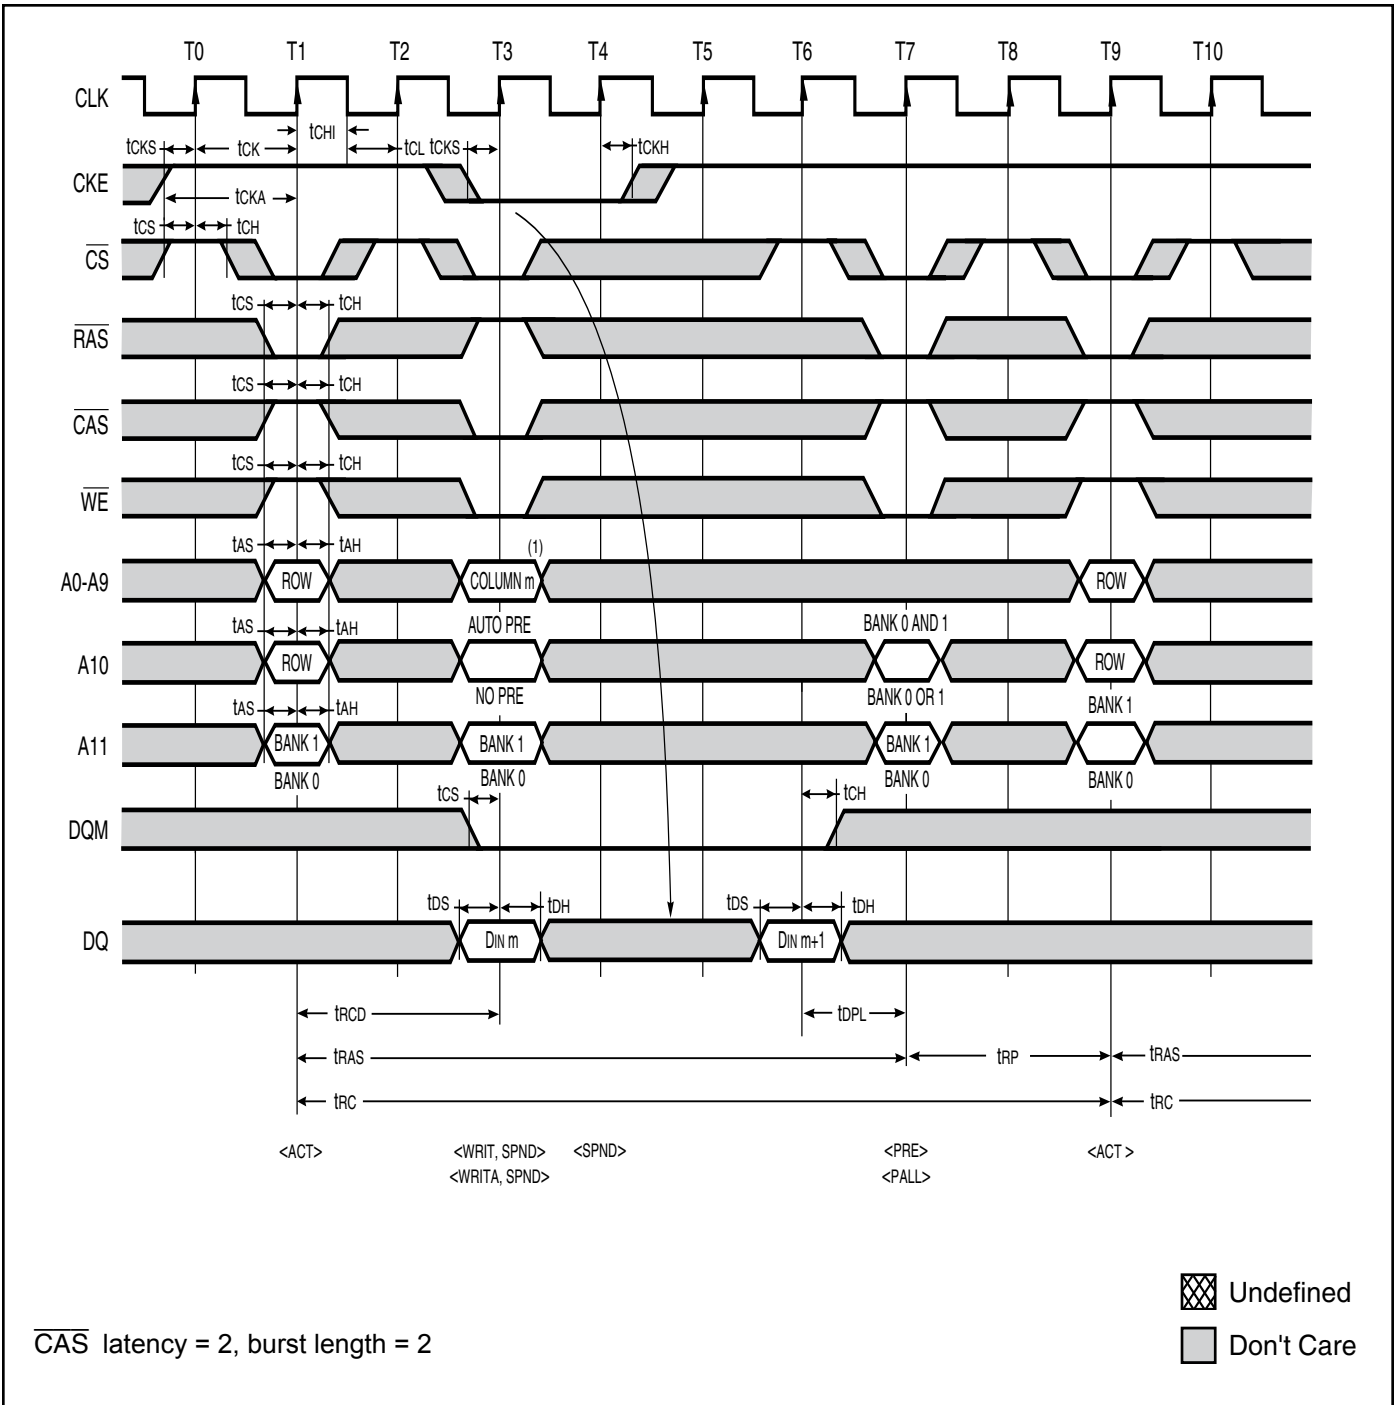 T0 T1 T2 T3 T4 T5 T6 T7 T8 T9 T10
CLK
tCHI
tCKS tCK tCL tCKS tCKH
CKE
tCKA
tCS tCH
CS
tCS tCH
RAS
tCS tCH
CAS
tCS tCH
WE
tAS tAH (1)
A0-A9 ROW COLUMN m ROW
AUTO PRE BANK 0 AND 1
tAS tAH
A10 ROW ROW
NO PRE BANK 0 OR 1 BANK 1
tAS tAH
A11 BANK 1 BANK 1 BANK 1
BANK 0 BANK 0 BANK 0 BANK 0
tCS tCH
DQM
tDS tDH tDS tDH
DQ DIN m DIN m+1
tRCD tDPL
tRAS tRP tRAS
tRC tRC
<ACT> <WRIT, SPND> <SPND> <PRE> <ACT >
<WRITA, SPND> <PALL>
Undefined
CAS latency = 2, burst length = 2
Don't Care